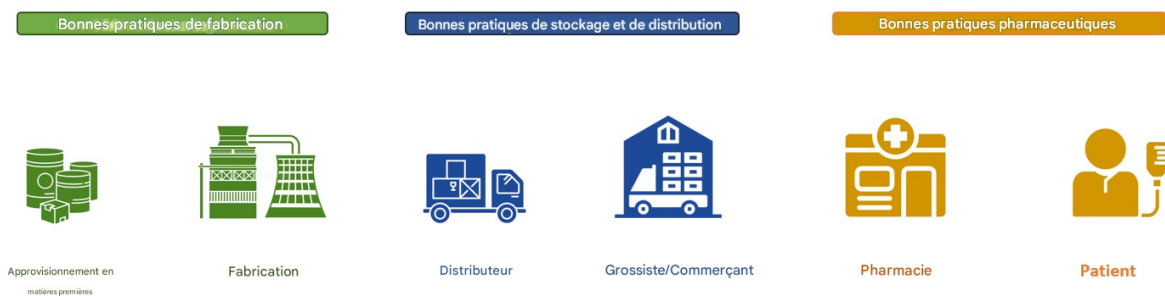 Bonnes pratiques de fabrication
Bonnes pratiques de stockage et de distribution
Bonnes pratiques pharmaceutiques
Approvisionnement en
matières premières
Fabrication
Distributeur
Grossiste/Commerçant
Pharmacie
Patient